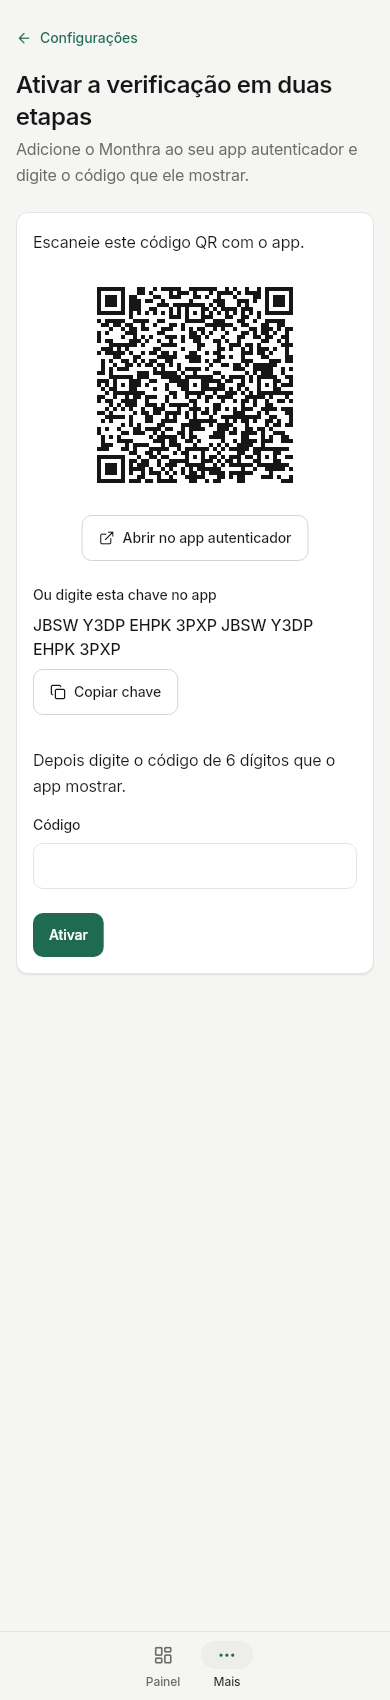 Configurações
Ativar a verificação em duas
etapas
Adicione o Monthra ao seu app autenticador e
digite o código que ele mostrar.
Escaneie este código QR com o app.
Abrir no app autenticador
Ou digite esta chave no app
JBSW Y3DP EHPK 3PXP JBSW Y3DP
EHPK 3PXP
Copiar chave
Depois digite o código de 6 dígitos que o
app mostrar.
Código
Ativar
Painel
Mais